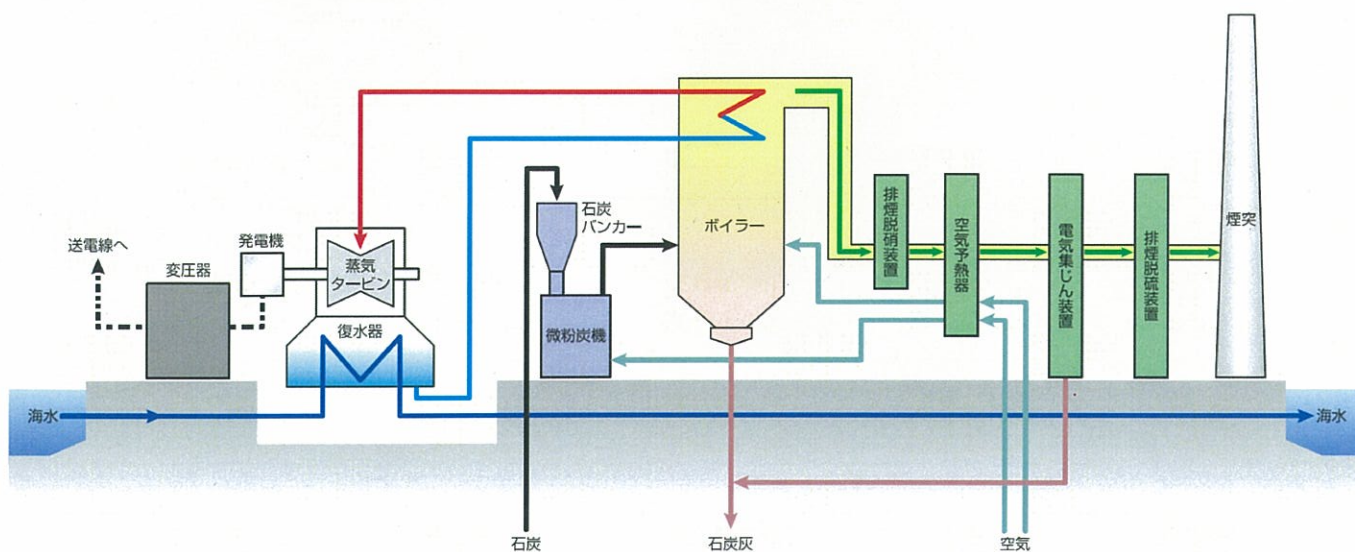 送電線へ
変圧器
発電機
蒸気
タービン
復水器
石炭
バンカー
微粉炭機
ボイラー
排煙脱硝装置
空気予熱器
電気集じん装置
排煙脱硫装置
煙突
海水
海水
石炭
石炭灰
空気